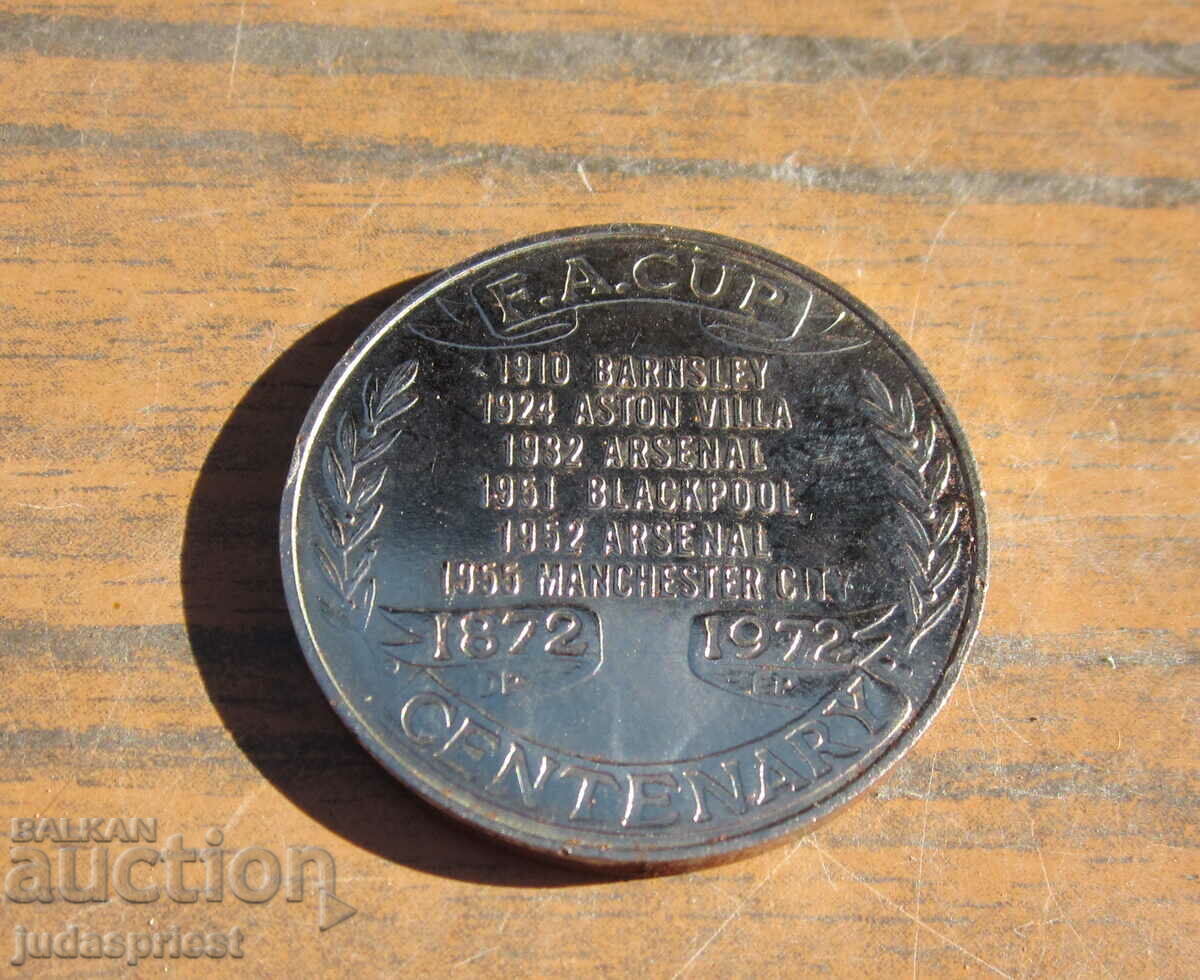 F.A.CUP
1910 BARNSLEY
1924 ASTON VILLA
1932 ARSENAL
1951 BLACKPOOL
1952 ARSENAL
1955 MANCHESTER CITY
1872 1972
CENTENARY
BALKAN
auction
judaspriest